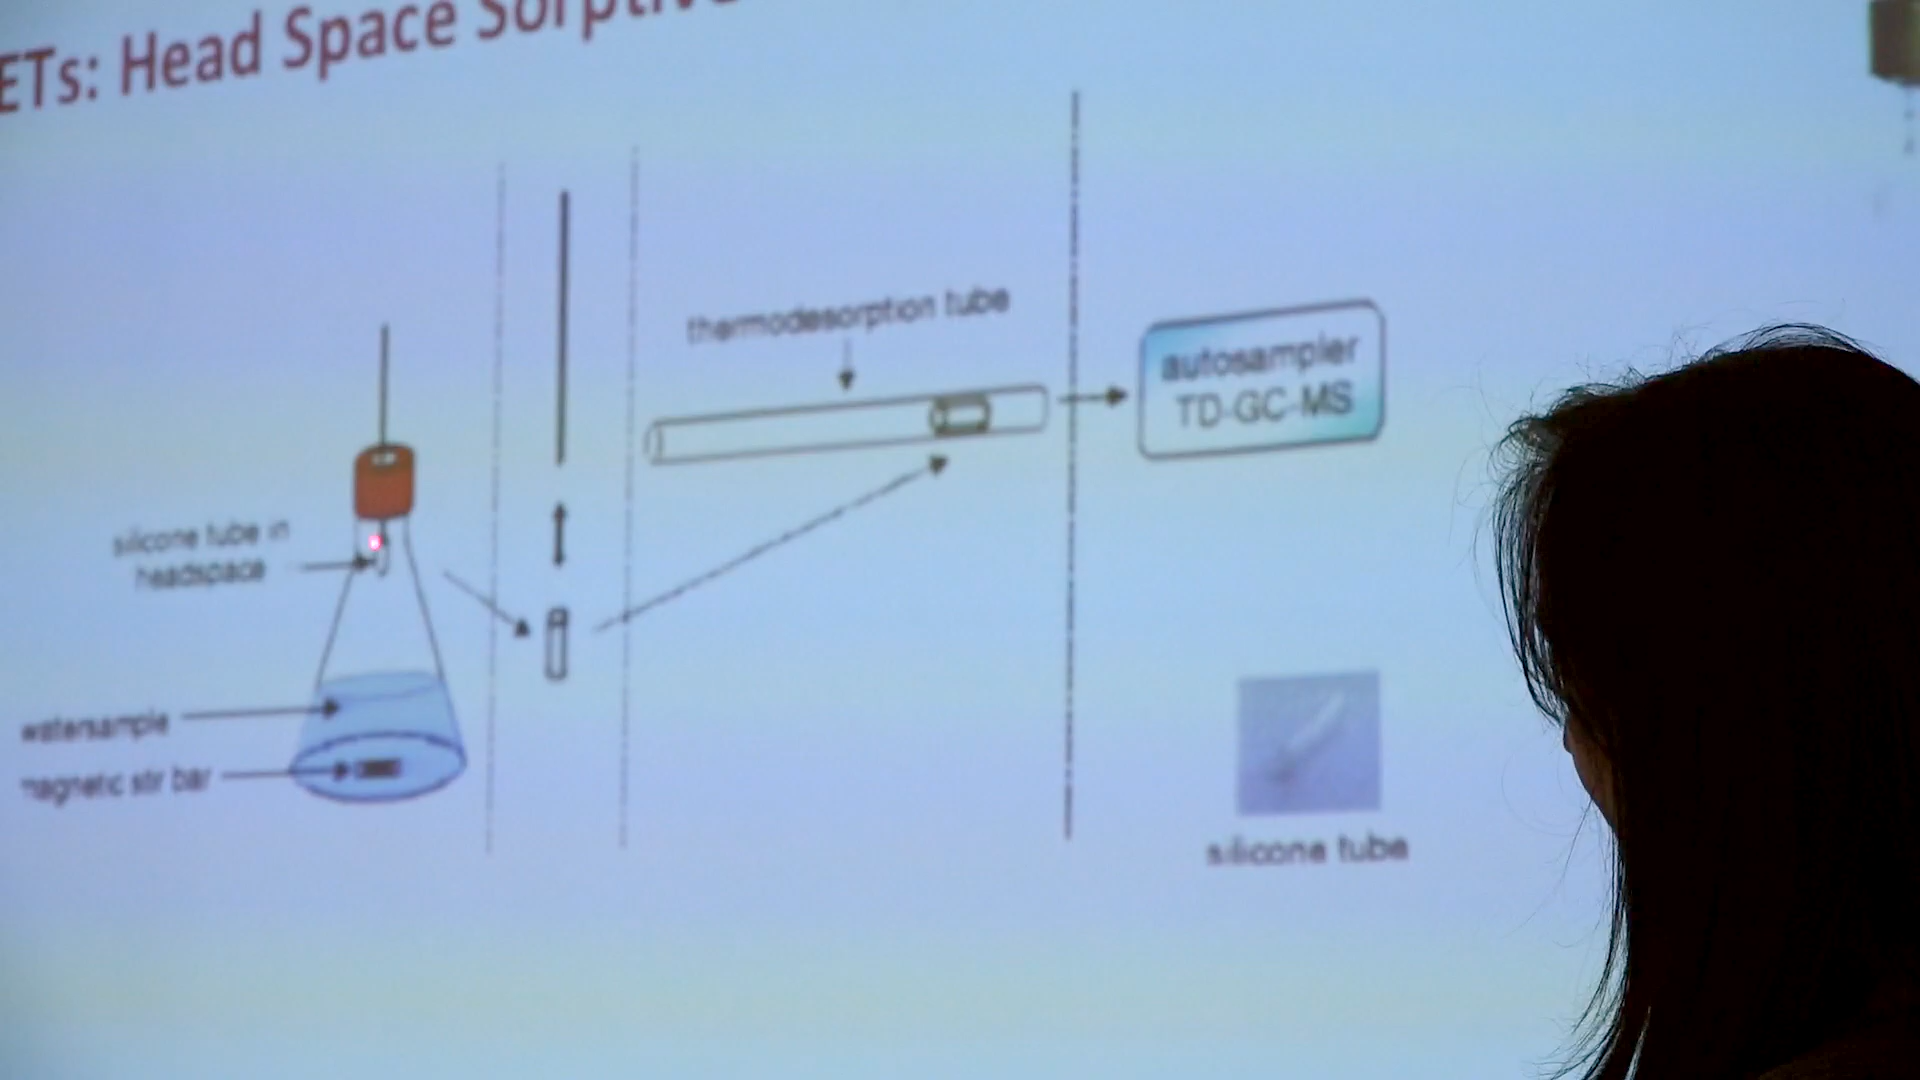 ETs: Head Space Sorptive
thermodesorption tube
autosampler
TD-GC-MS
silicone tube in
headspace
watersample
magnetic stir bar
silicone tube